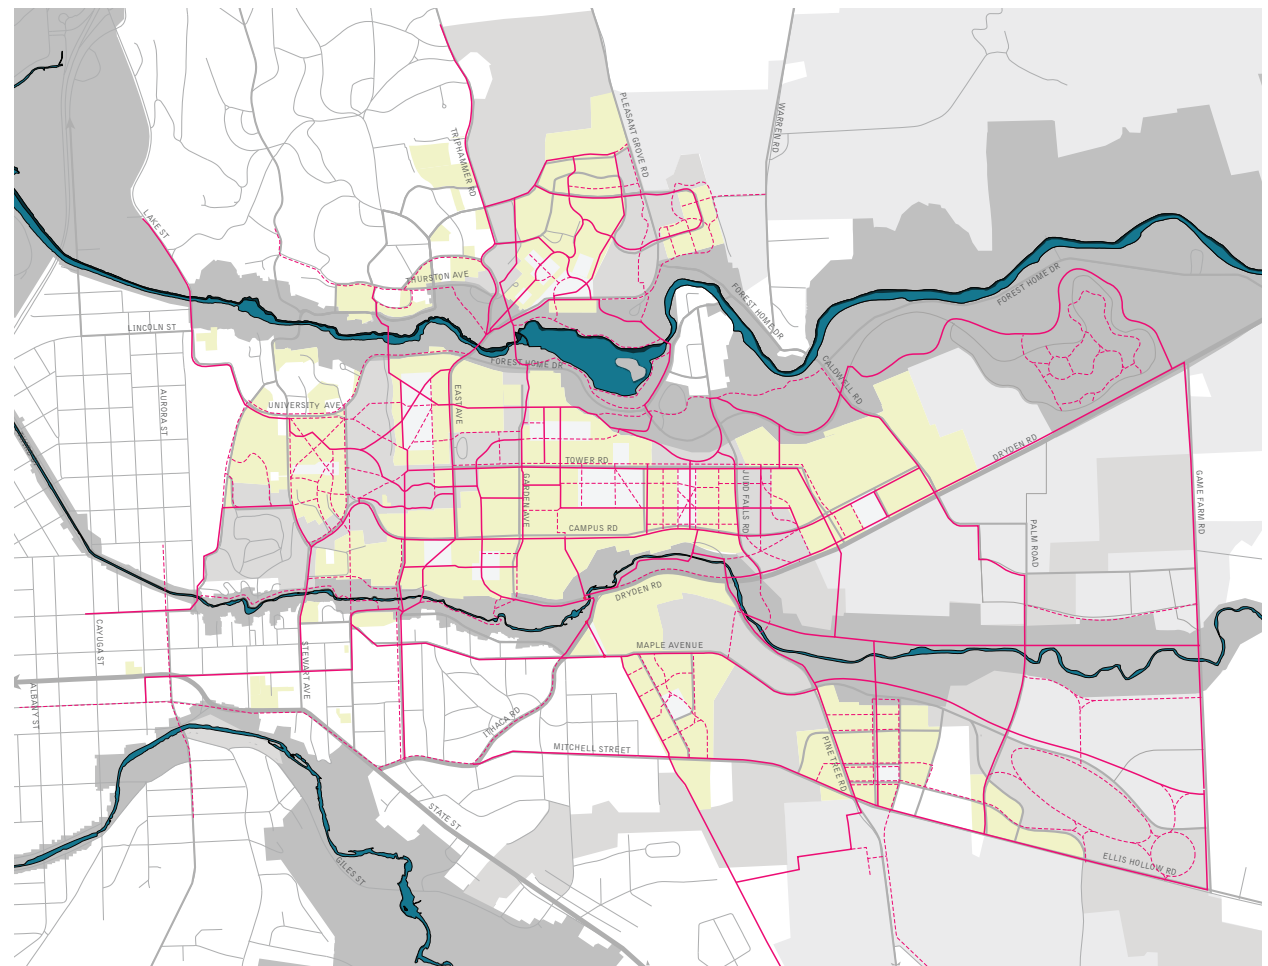 PLEASANT GROVE RD
WARREN RD
TRIPHAMMER RD
LAKE ST
THURSTON AVE
FOREST HOME DR
FOREST HOME DR
LINCOLN ST
FOREST HOME DR
CALDWELL RD
AURORA ST
UNIVERSITY AVE
EAST AVE
DRYDEN RD
TOWER RD
GARDEN AVE
JUDD FALLS RD
GAME FARM RD
CAMPUS RD
PALM ROAD
DRYDEN RD
CAYUGA ST
STEWART AVE
MAPLE AVENUE
ALBANY ST
ITHACA RD
MITCHELL STREET
PINE TREE RD
STATE ST
GILES ST
ELLIS HOLLOW RD